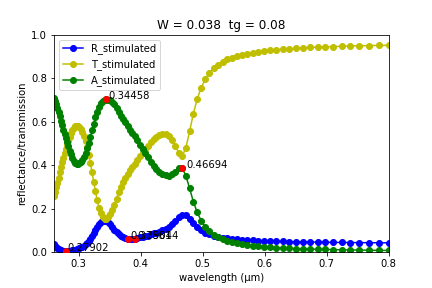 W = 0.038  tg = 0.08
R_stimulated
T_stimulated
A_stimulated
reflectance/transmission
1.0
0.8
0.6
0.4
0.2
0.0
0.34458
0.46694
0.27902
0.3
0.4
0.5
0.6
0.7
0.8
wavelength (μm)